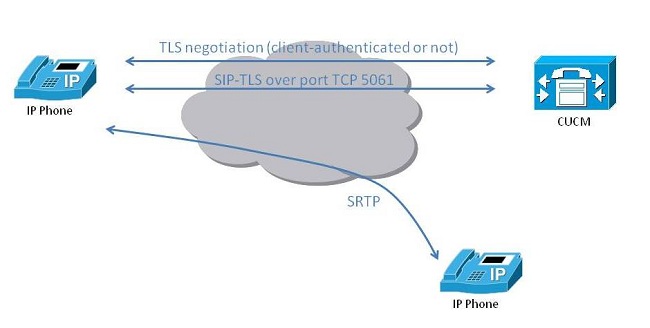 TLS negotiation (client-authenticated or not)
IP
IP Phone
SIP-TLS over port TCP 5061
CUCM
SRTP
IP
IP Phone